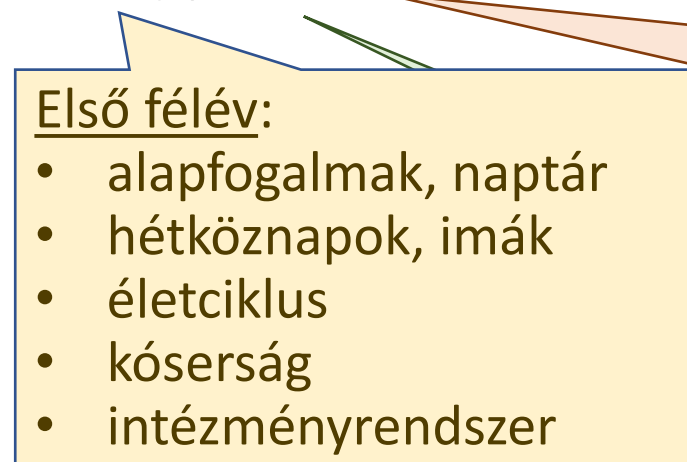 Első félév:
• alapfogalmak, naptár
• hétköznapok, imák
• életciklus
• kóserság
• intézményrendszer